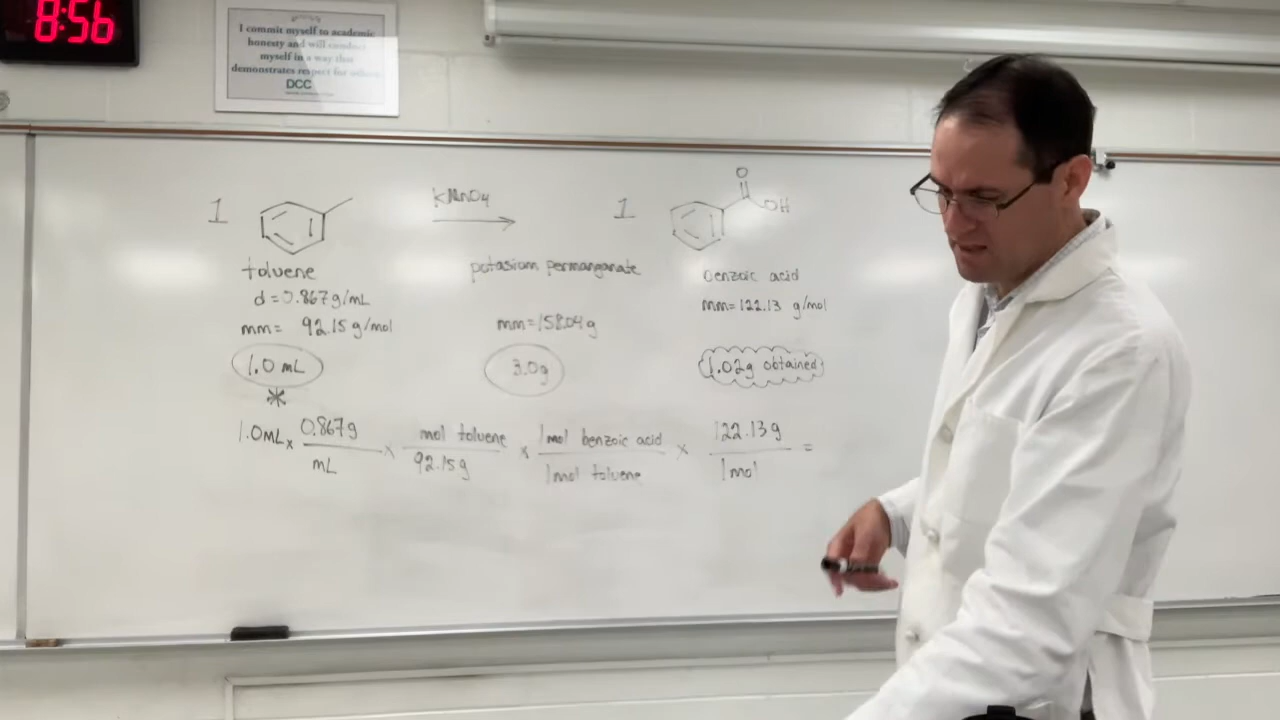 8:56
I commit myself to academic
honesty and will conduct
myself in a way that
demonstrates respect for others.
DCC
1
KMnO4
1
O
OH
toluene
potasium permanganate
benzoic acid
d = 0.867 g/mL
mm = 92.15 g/mol
mm = 158.04 g
mm = 122.13 g/mol
1.0 mL
3.0g
1.02g obtained
*
1.0mL x 0.867g / mL x mol toluene / 92.15g x 1mol benzoic acid / 1mol toluene x 122.13g / 1mol =